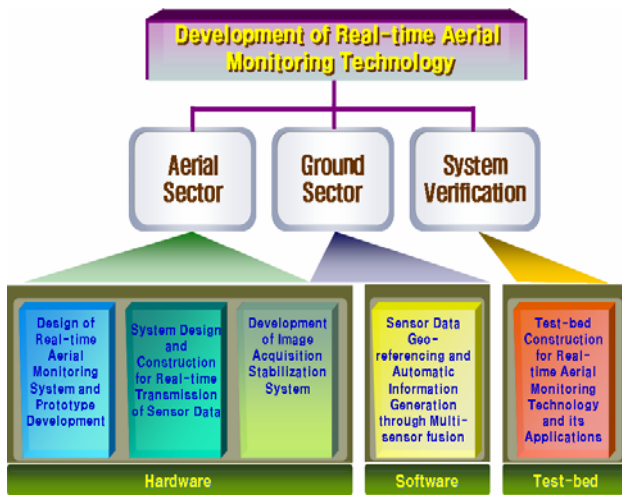 Development of Real-time Aerial
Monitoring Technology
Aerial
Sector
Ground
Sector
System
Verification
Design of
Real-time
Aerial
Monitoring
System and
Prototype
Development
System Design
and
Construction
for Real-time
Transmission
of Sensor Data
Development
of Image
Acquisition
Stabilization
System
Sensor Data
Geo-
referencing and
Automatic
Information
Generation
through Multi-
sensor fusion
Test-bed
Construction
for Real-
time Aerial
Monitoring
Technology
and its
Applications
Hardware
Software
Test-bed